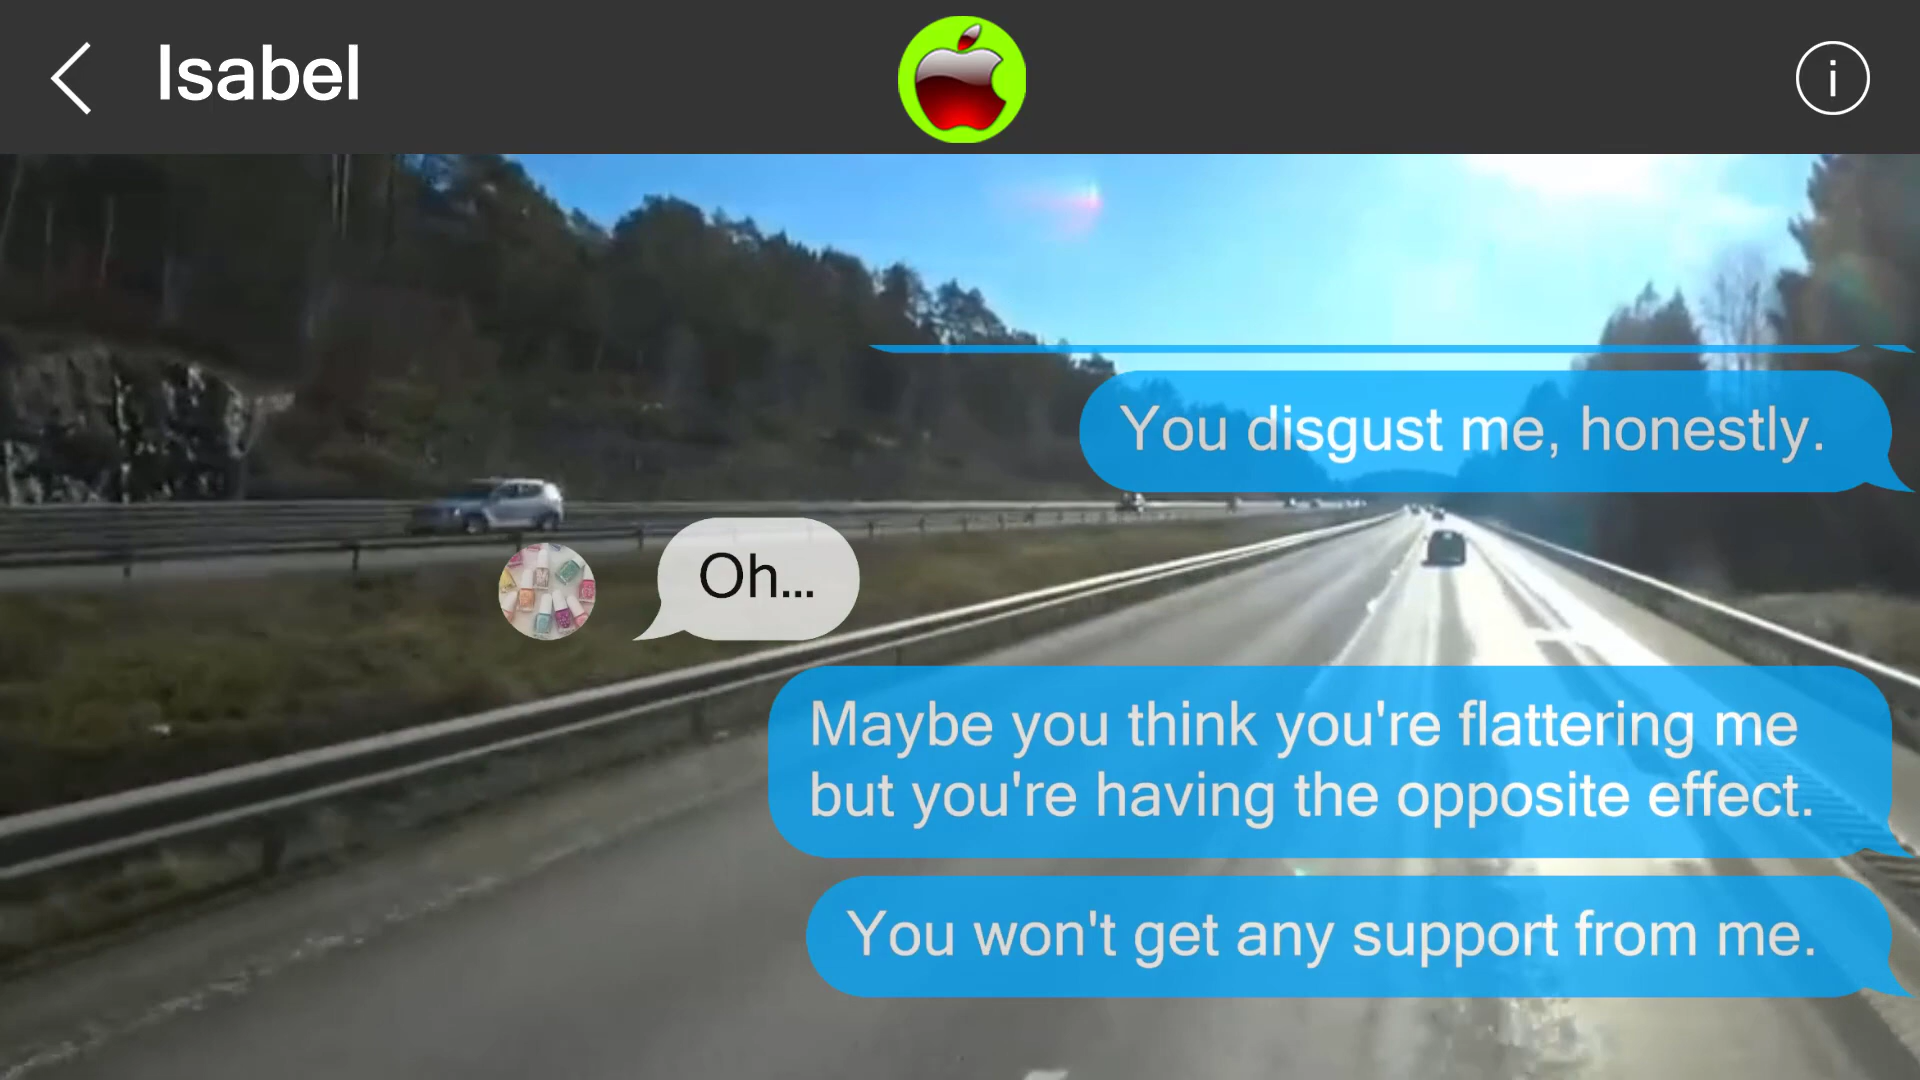 Isabel
You disgust me, honestly.
Oh...
Maybe you think you're flattering me
but you're having the opposite effect.
You won't get any support from me.